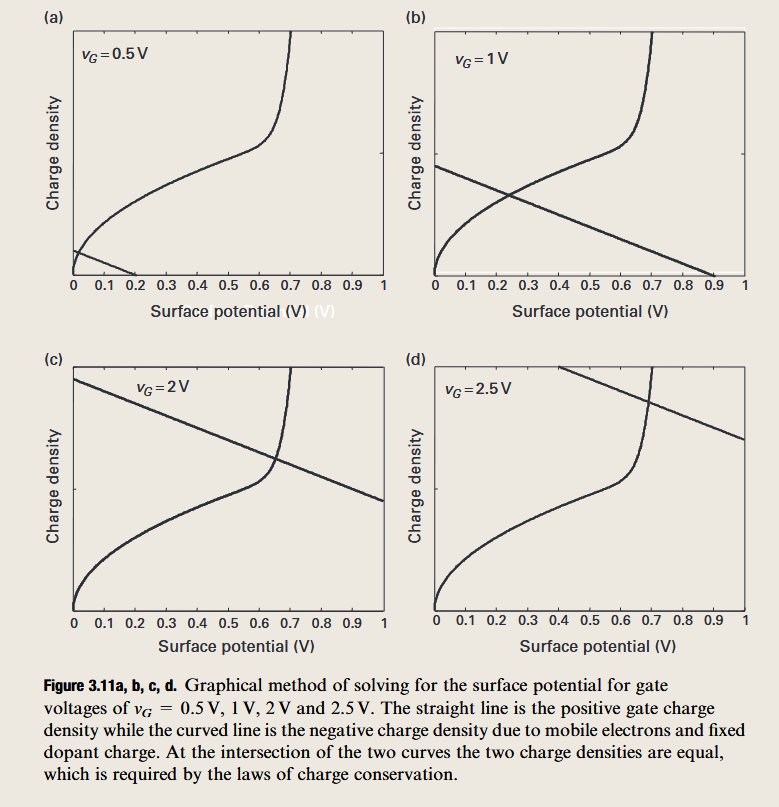 (a)
v_G = 0.5 V
Charge density
0 0.1 0.2 0.3 0.4 0.5 0.6 0.7 0.8 0.9 1
Surface potential (V) (V)
(b)
v_G = 1 V
Charge density
0 0.1 0.2 0.3 0.4 0.5 0.6 0.7 0.8 0.9 1
Surface potential (V)
(c)
v_G = 2 V
Charge density
0 0.1 0.2 0.3 0.4 0.5 0.6 0.7 0.8 0.9 1
Surface potential (V)
(d)
v_G = 2.5 V
Charge density
0 0.1 0.2 0.3 0.4 0.5 0.6 0.7 0.8 0.9 1
Surface potential (V)
Figure 3.11a, b, c, d. Graphical method of solving for the surface potential for gate
voltages of v_G = 0.5 V, 1 V, 2 V and 2.5 V. The straight line is the positive gate charge
density while the curved line is the negative charge density due to mobile electrons and fixed
dopant charge. At the intersection of the two curves the two charge densities are equal,
which is required by the laws of charge conservation.